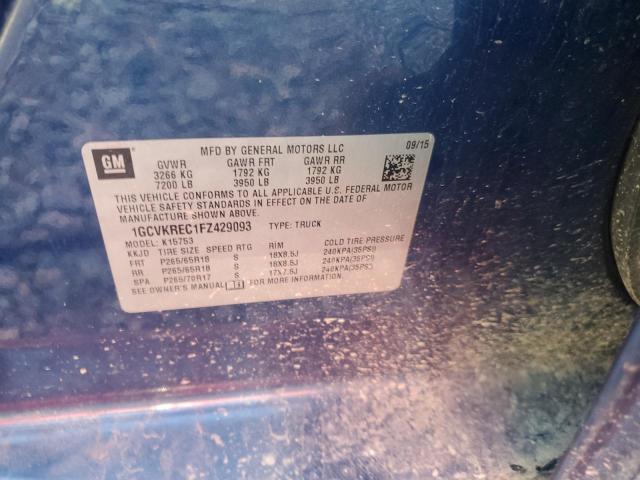 GM
MFD BY GENERAL MOTORS LLC 09/15
GVWR GAWR FRT GAWR RR
3266 KG 1792 KG 1792 KG
7200 LB 3950 LB 3950 LB
THIS VEHICLE CONFORMS TO ALL APPLICABLE U.S. FEDERAL MOTOR
VEHICLE SAFETY STANDARDS IN EFFECT ON THE DATE OF
MANUFACTURE SHOWN ABOVE.
1GCVKREC1FZ429093 TYPE: TRUCK
MODEL: K15753
KKJD TIRE SIZE SPEED RTG RIM COLD TIRE PRESSURE
FRT P265/65R18 S 18X8.5J 240KPA(35PSI)
RR P265/65R18 S 18X8.5J 240KPA(35PSI)
SPA P265/70R17 S 17X7.5J 240KPA(35PSI)
SEE OWNER'S MANUAL FOR MORE INFORMATION.